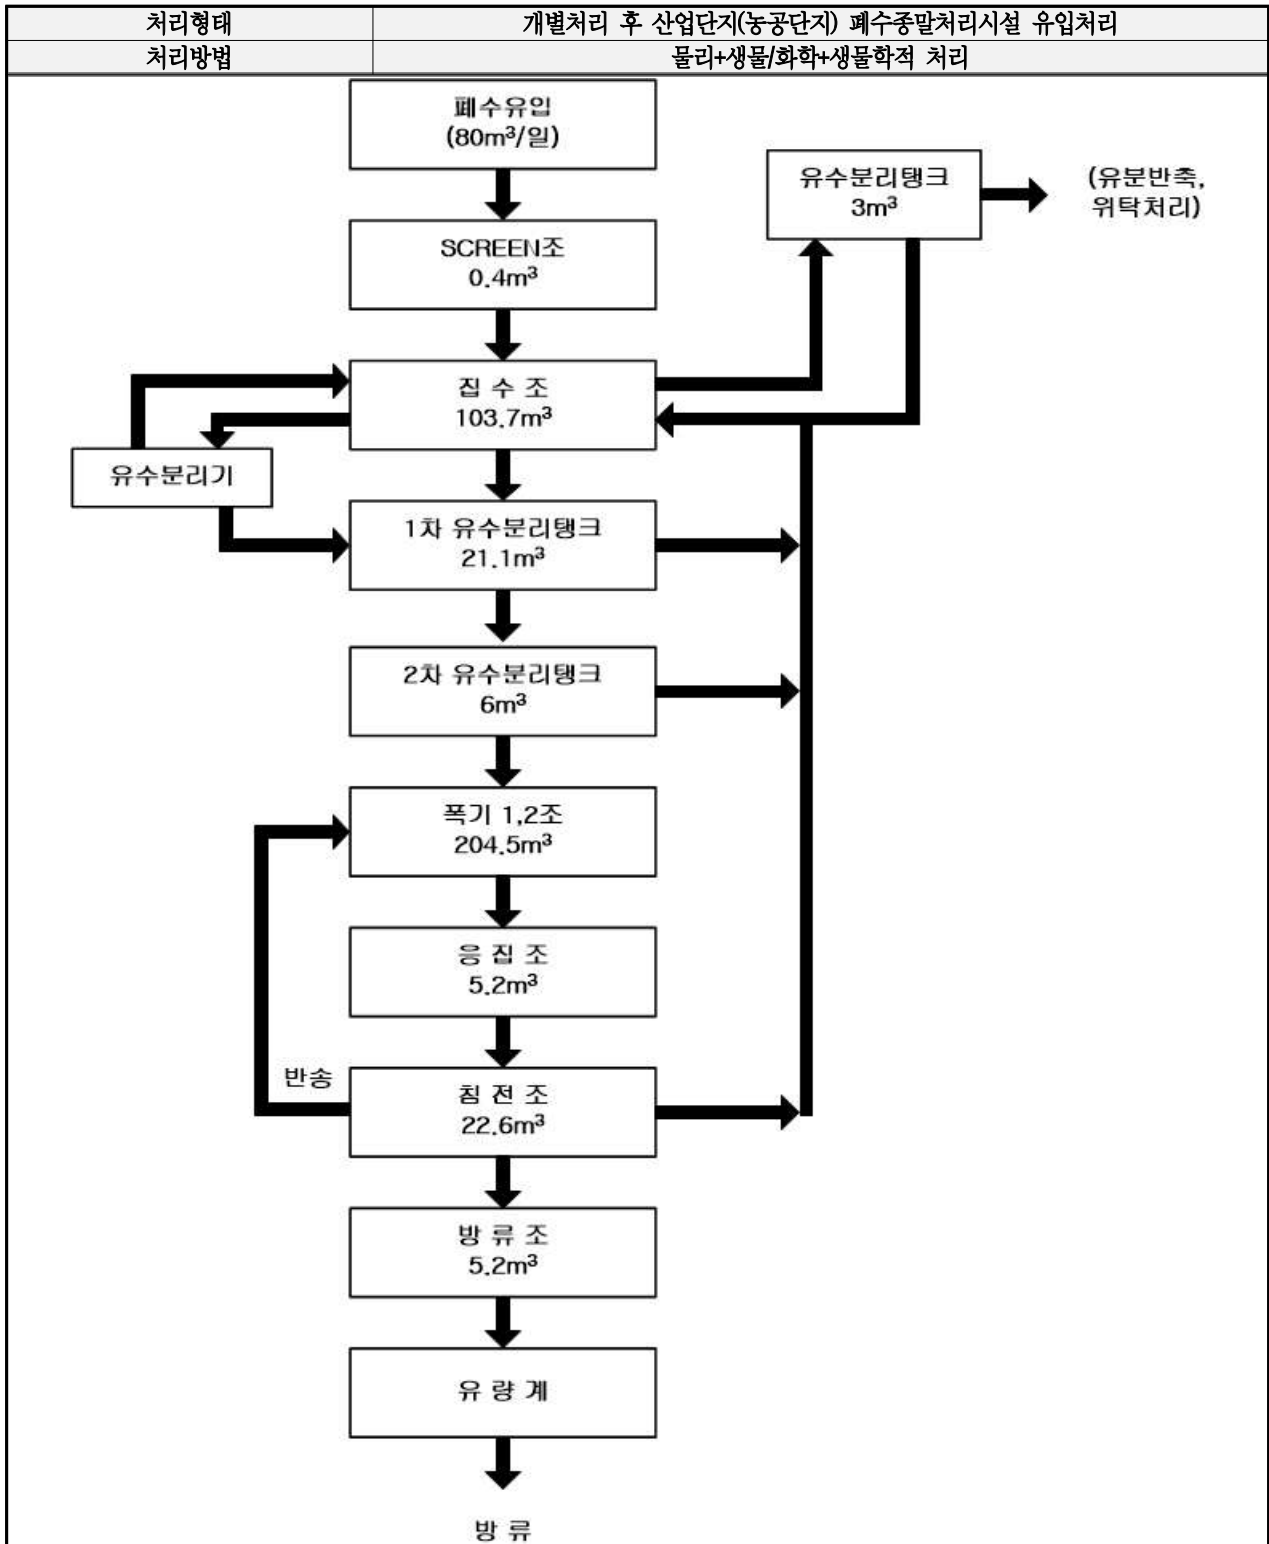 처리형태 개별처리 후 산업단지(농공단지) 폐수종말처리시설 유입처리
처리방법 물리+생물/화학+생물학적 처리
폐수유입
(80m³/일)
유수분리탱크
3m³
(유분반축,
위탁처리)
SCREEN조
0.4m³
집 수 조
103.7m³
유수분리기
1차 유수분리탱크
21.1m³
2차 유수분리탱크
6m³
폭기 1,2조
204.5m³
응 집 조
5.2m³
반송
침 전 조
22.6m³
방 류 조
5.2m³
유 량 계
방 류